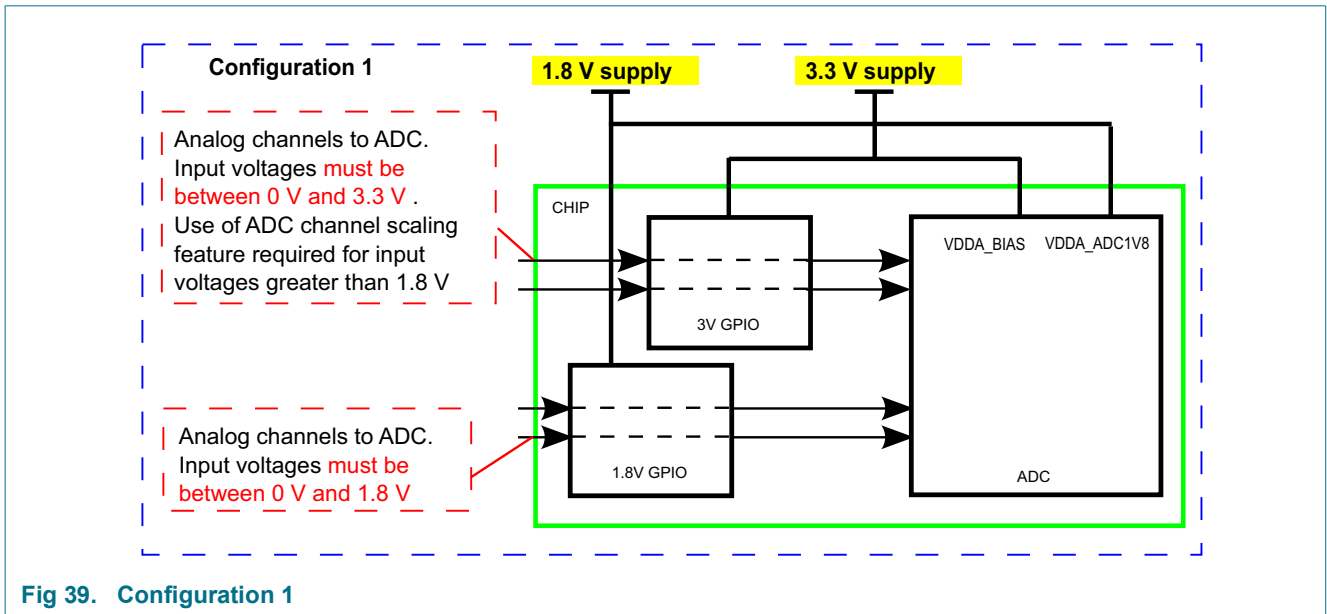 Configuration 1
1.8 V supply
3.3 V supply
Analog channels to ADC.
Input voltages must be
between 0 V and 3.3 V .
Use of ADC channel scaling
feature required for input
voltages greater than 1.8 V
CHIP
VDDA_BIAS
VDDA_ADC1V8
3V GPIO
Analog channels to ADC.
Input voltages must be
between 0 V and 1.8 V
1.8V GPIO
ADC
Fig 39. Configuration 1